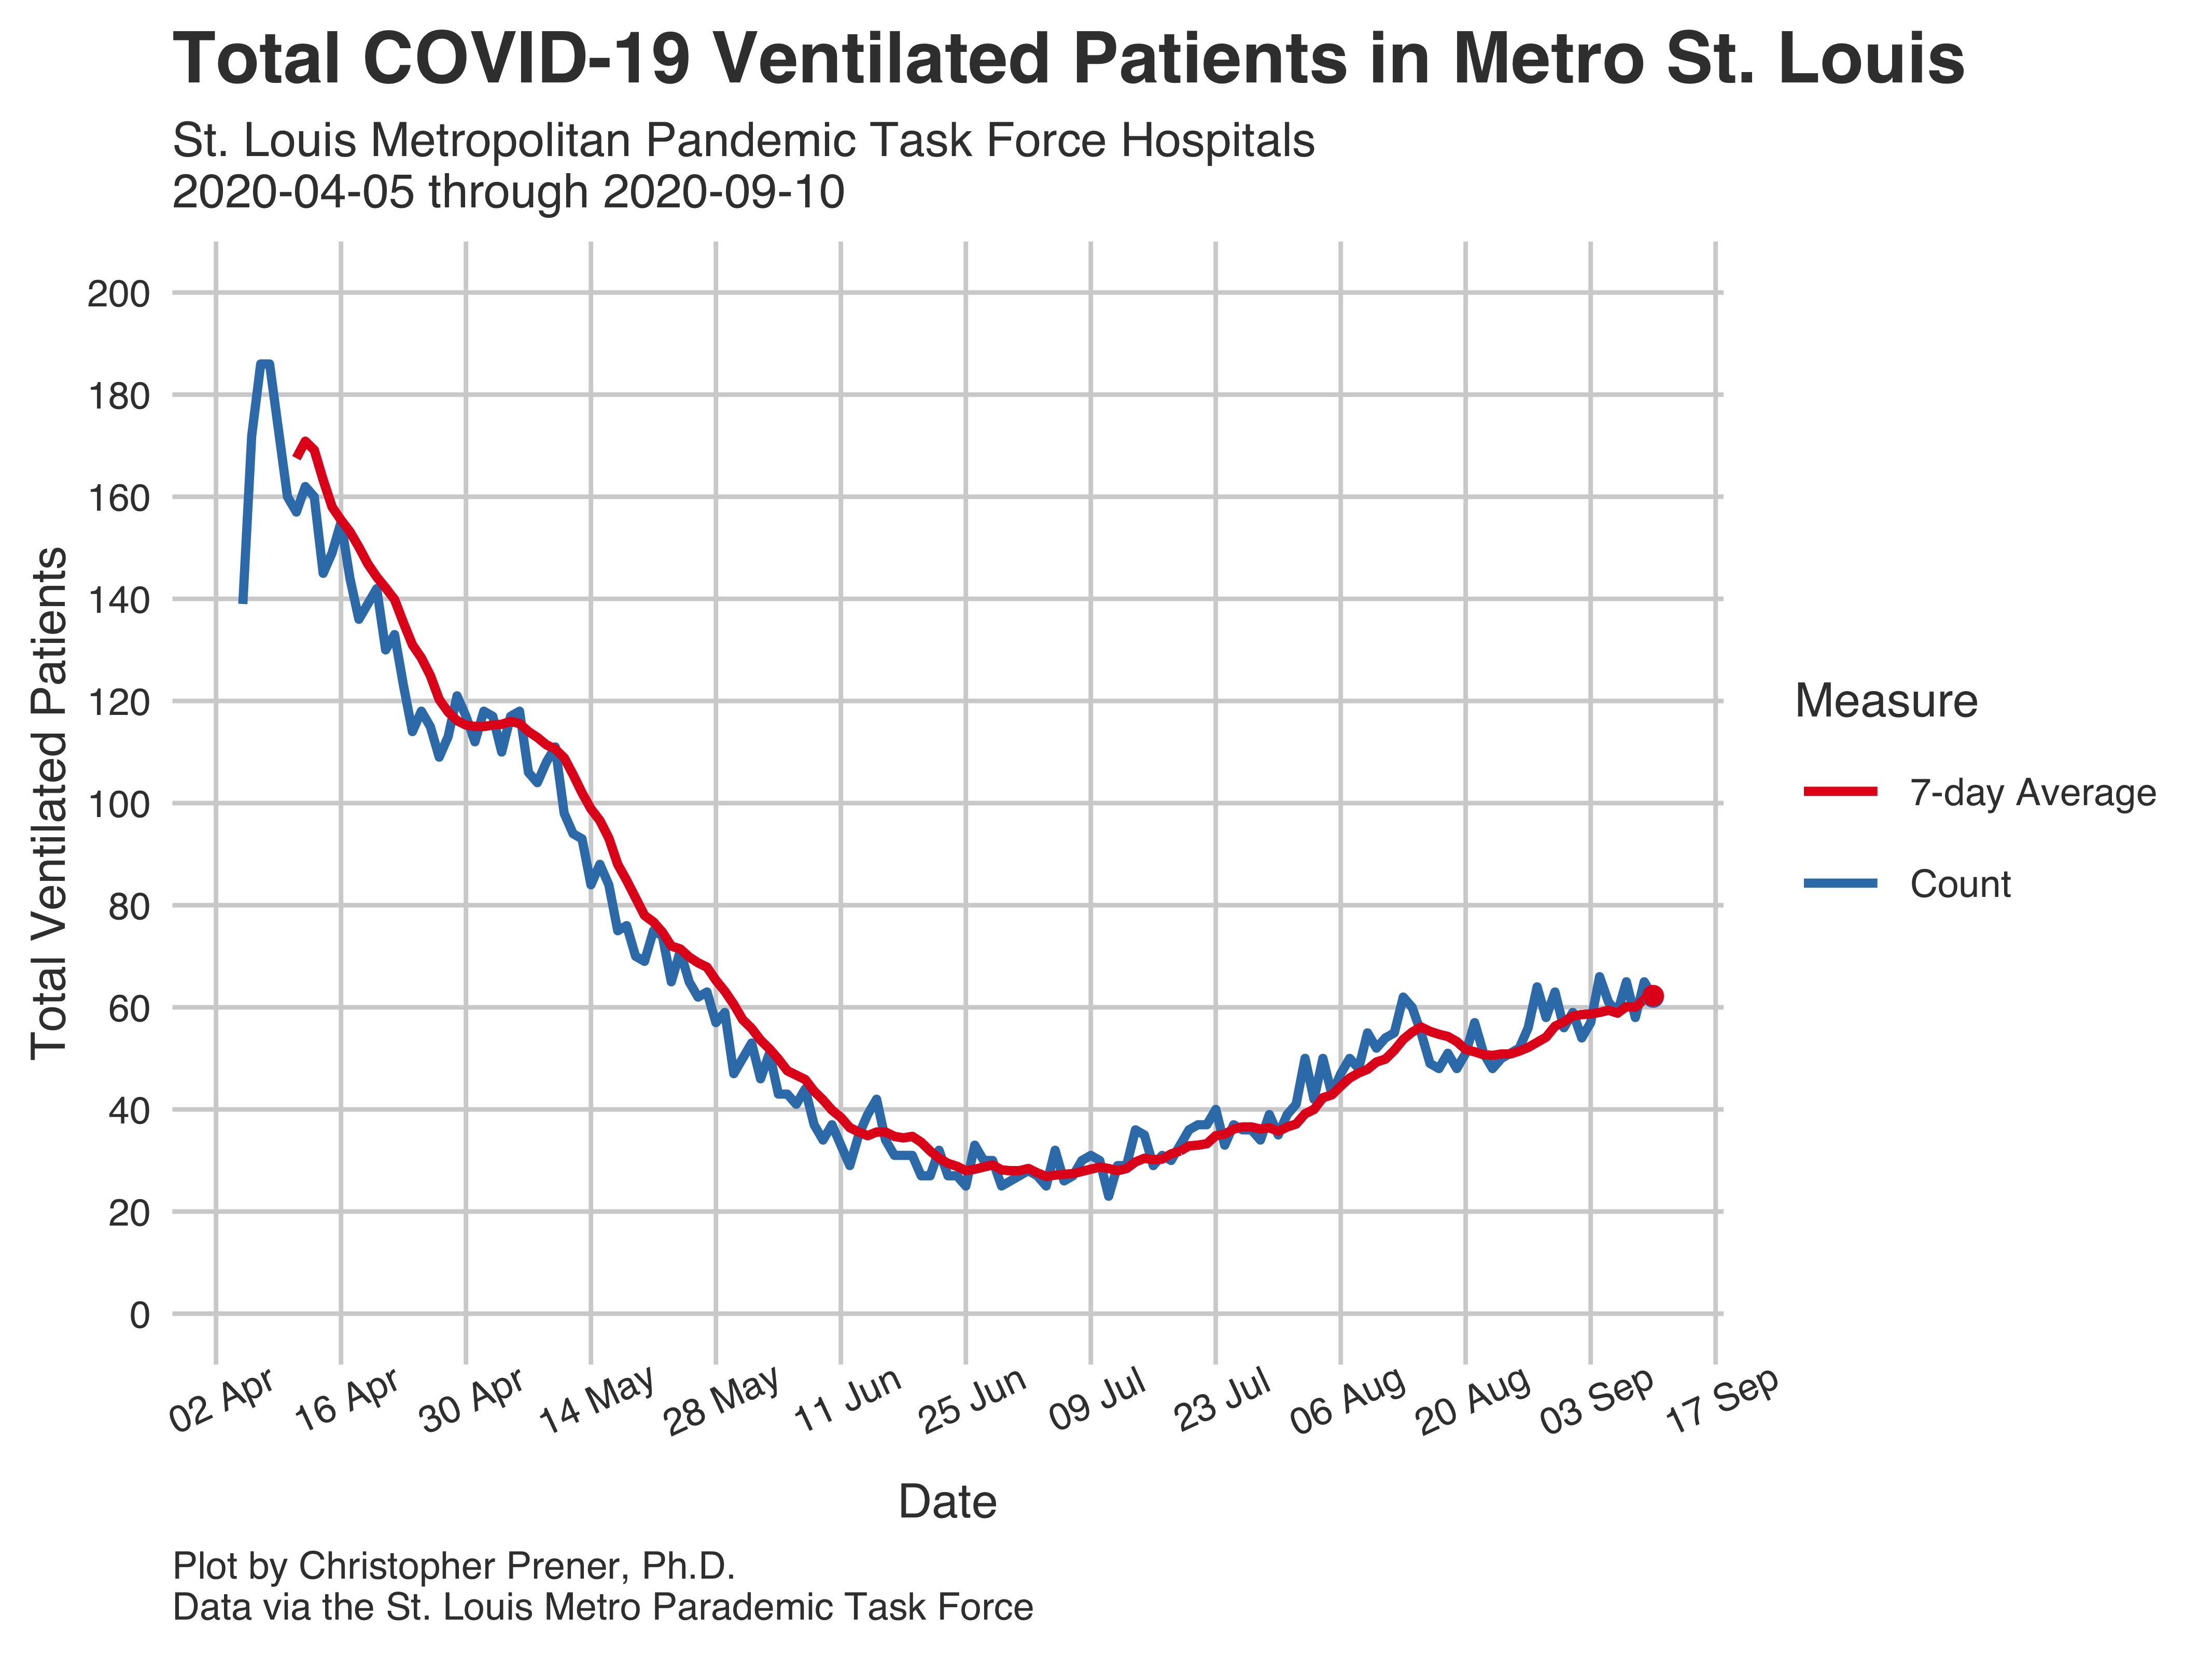 Total COVID-19 Ventilated Patients in Metro St. Louis
St. Louis Metropolitan Pandemic Task Force Hospitals
2020-04-05 through 2020-09-10
Total Ventilated Patients
200
180
160
140
120
100
80
60
40
20
0
02 Apr
16 Apr
30 Apr
14 May
28 May
11 Jun
25 Jun
09 Jul
23 Jul
06 Aug
20 Aug
03 Sep
17 Sep
Date
Measure
7-day Average
Count
Plot by Christopher Prener, Ph.D.
Data via the St. Louis Metro Parademic Task Force